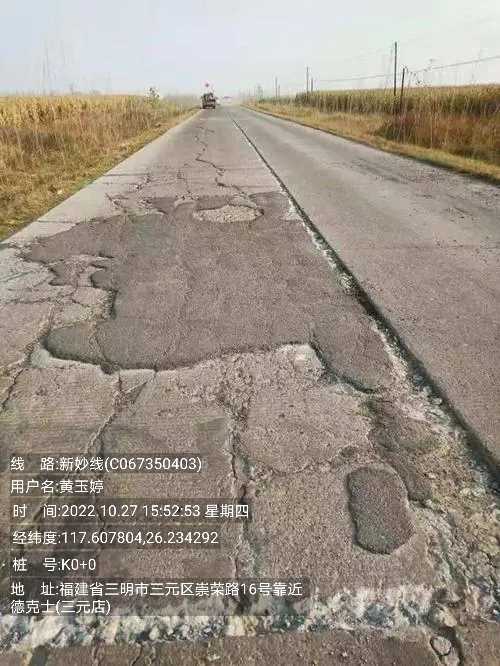 线 路:新妙线(C067350403)
用户名:黄玉婷
时 间:2022.10.27 15:52:53 星期四
经纬度:117.607804,26.234292
桩 号:K0+0
地 址:福建省三明市三元区崇荣路16号靠近
德克士(三元店)